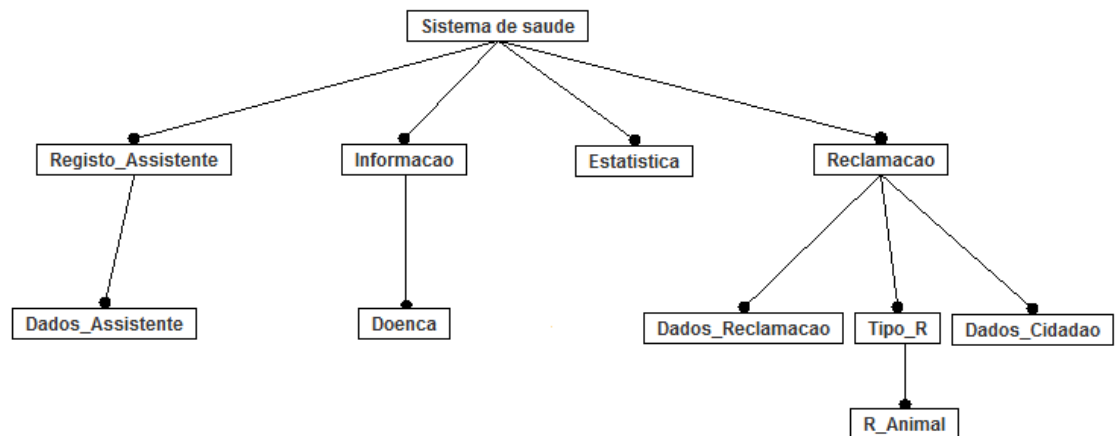 Sistema de saude
Registo_Assistente
Informacao
Estatistica
Reclamacao
Dados_Assistente
Doenca
Dados_Reclamacao
Tipo_R
Dados_Cidadao
R_Animal